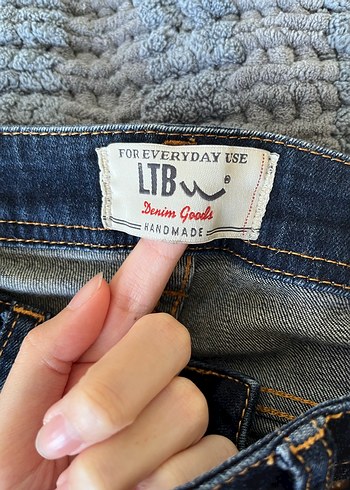 FOR EVERYDAY USE
LTB®
Denim Goods
HANDMADE